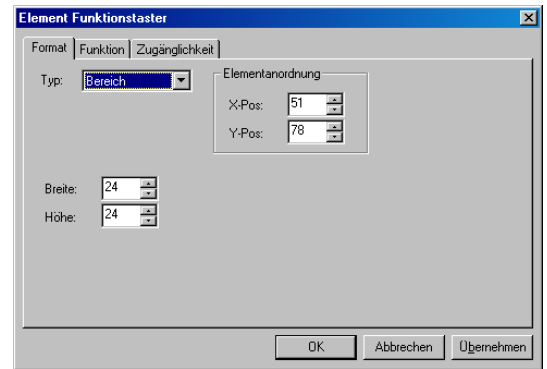 Element Funktionstaster
Format Funktion Zugänglichkeit
Typ: Bereich
Elementanordnung
X-Pos: 51
Y-Pos: 78
Breite: 24
Höhe: 24
OK Abbrechen Übernehmen